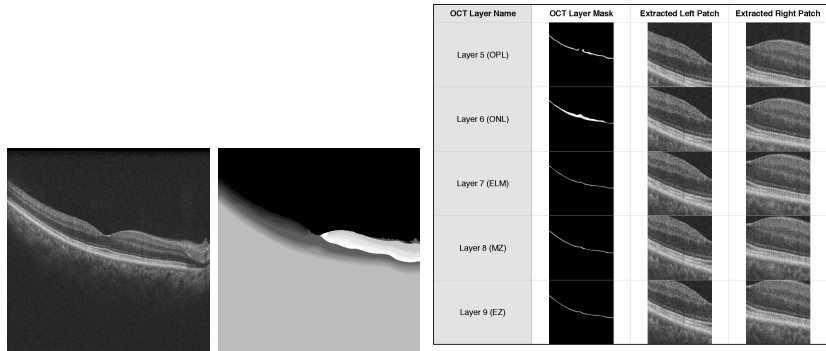 OCT Layer Name OCT Layer Mask Extracted Left Patch Extracted Right Patch
Layer 5 (OPL)
Layer 6 (ONL)
Layer 7 (ELM)
Layer 8 (MZ)
Layer 9 (EZ)